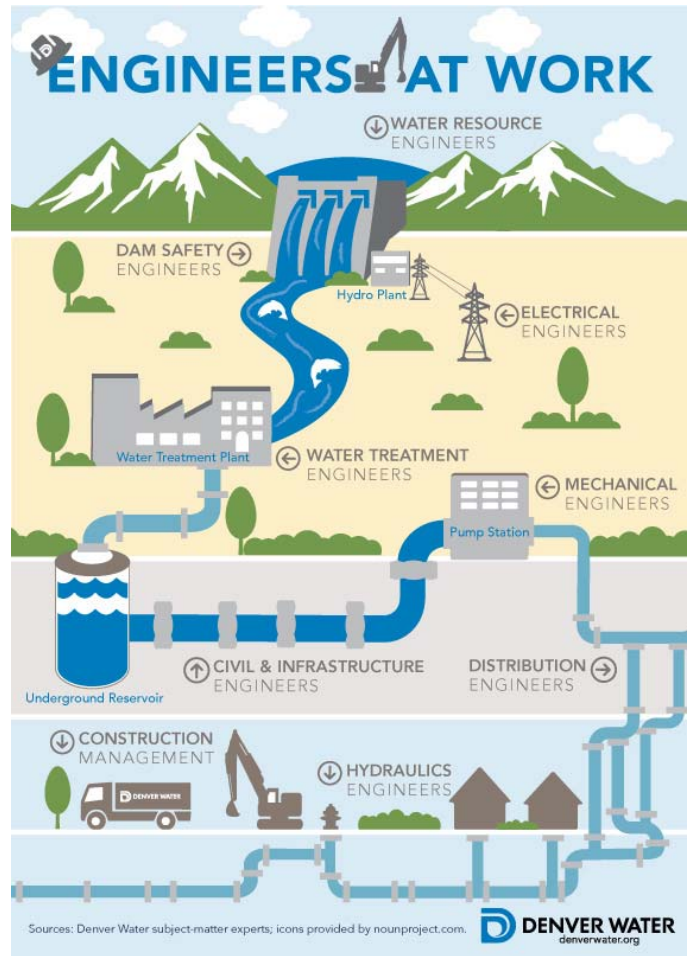 ENGINEERS AT WORK
WATER RESOURCE
ENGINEERS
DAM SAFETY
ENGINEERS
Hydro Plant
ELECTRICAL
ENGINEERS
Water Treatment Plant
WATER TREATMENT
ENGINEERS
MECHANICAL
ENGINEERS
Pump Station
CIVIL & INFRASTRUCTURE
ENGINEERS
DISTRIBUTION
ENGINEERS
Underground Reservoir
CONSTRUCTION
MANAGEMENT
DENVER WATER
HYDRAULICS
ENGINEERS
Sources: Denver Water subject-matter experts; icons provided by nounproject.com.
DENVER WATER
denverwater.org